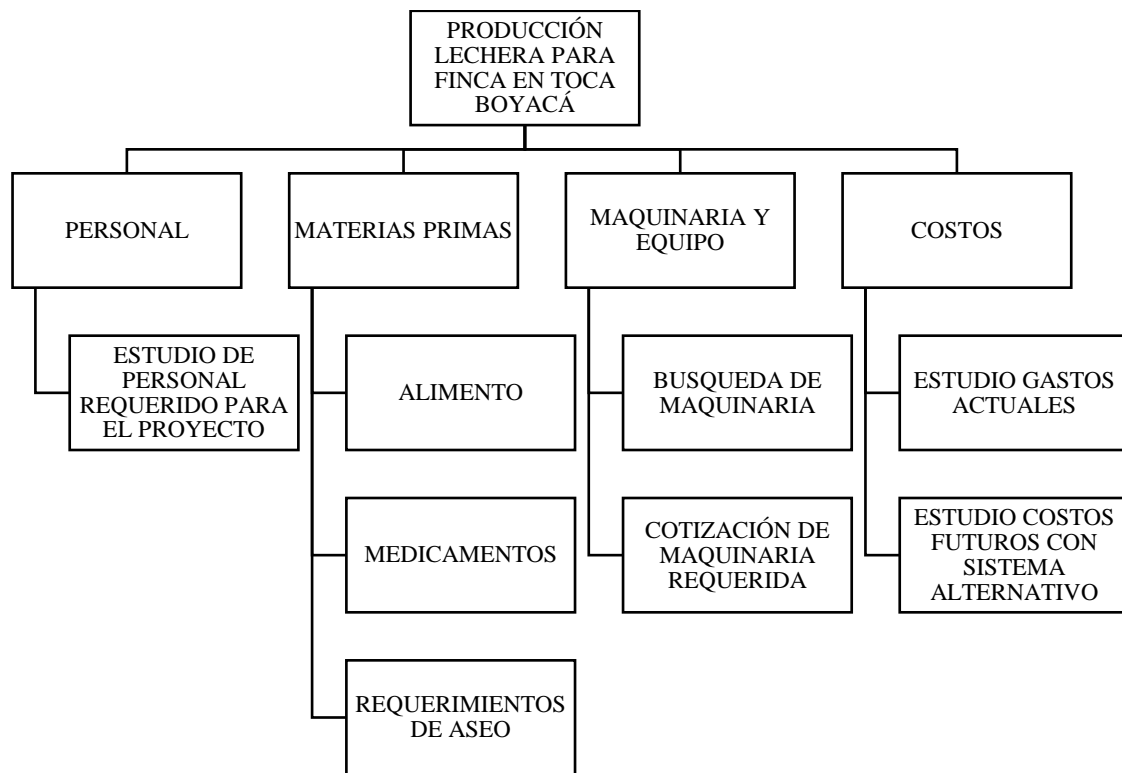 PRODUCCIÓN
LECHERA PARA
FINCA EN TOCA
BOYACÁ
PERSONAL
MATERIAS PRIMAS
MAQUINARIA Y
EQUIPO
COSTOS
ESTUDIO DE
PERSONAL
REQUERIDO PARA
EL PROYECTO
ALIMENTO
BUSQUEDA DE
MAQUINARIA
ESTUDIO GASTOS
ACTUALES
MEDICAMENTOS
COTIZACIÓN DE
MAQUINARIA
REQUERIDA
ESTUDIO COSTOS
FUTUROS CON
SISTEMA
ALTERNATIVO
REQUERIMIENTOS
DE ASEO